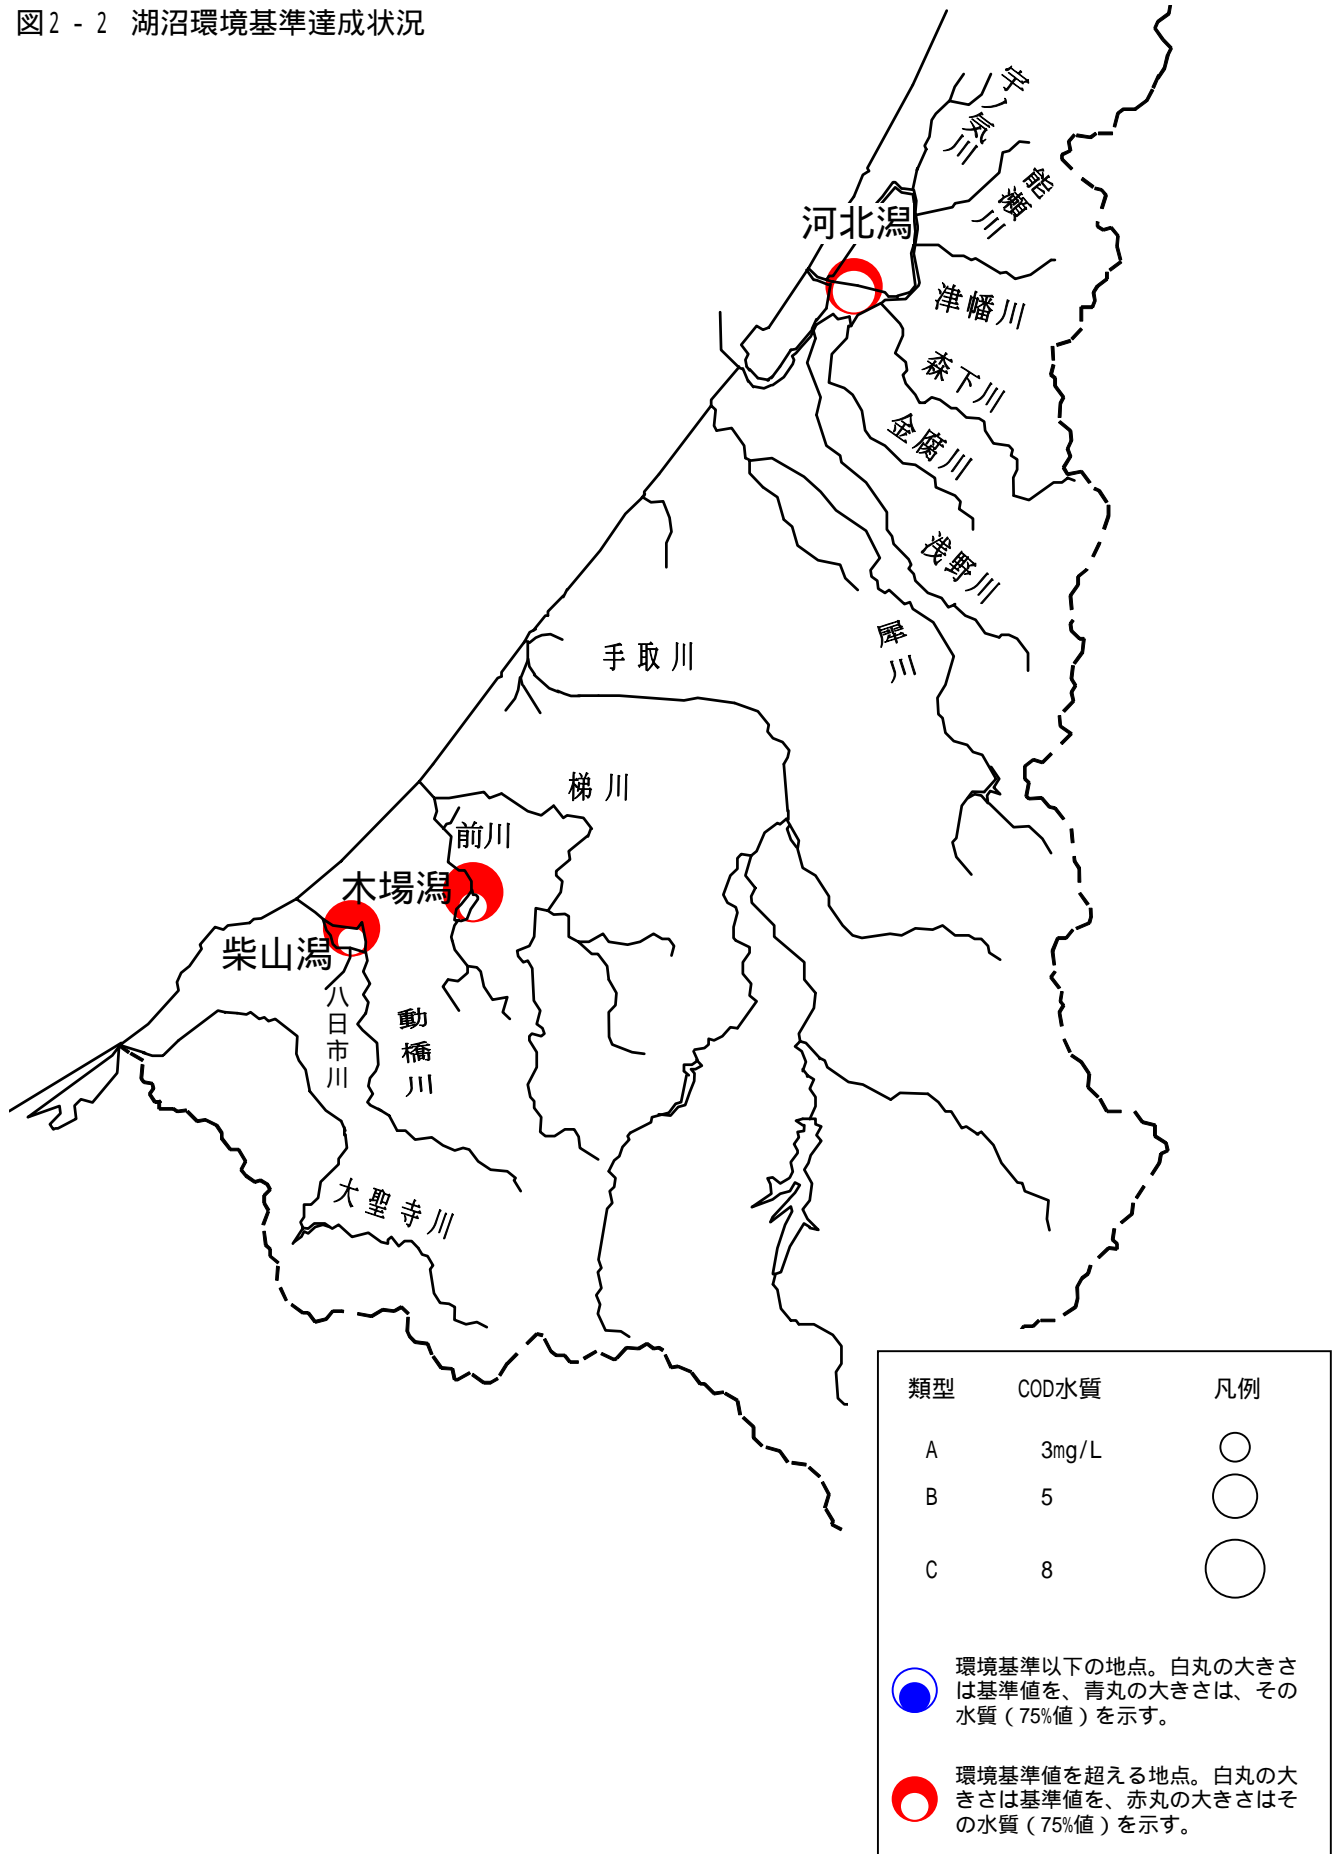 図2-2 湖沼環境基準達成状況
宇ノ気川
能瀬川
河北潟
津幡川
森下川
金腐川
浅野川
犀川
手取川
梯川
前川
木場潟
柴山潟
八日市川
動橋川
大聖寺川
類型 COD水質 凡例
A 3mg/L
B 5
C 8
環境基準以下の地点。白丸の大きさ
は基準値を、青丸の大きさは、その
水質(75%値)を示す。
環境基準値を超える地点。白丸の大
きさは基準値を、赤丸の大きさはそ
の水質(75%値)を示す。